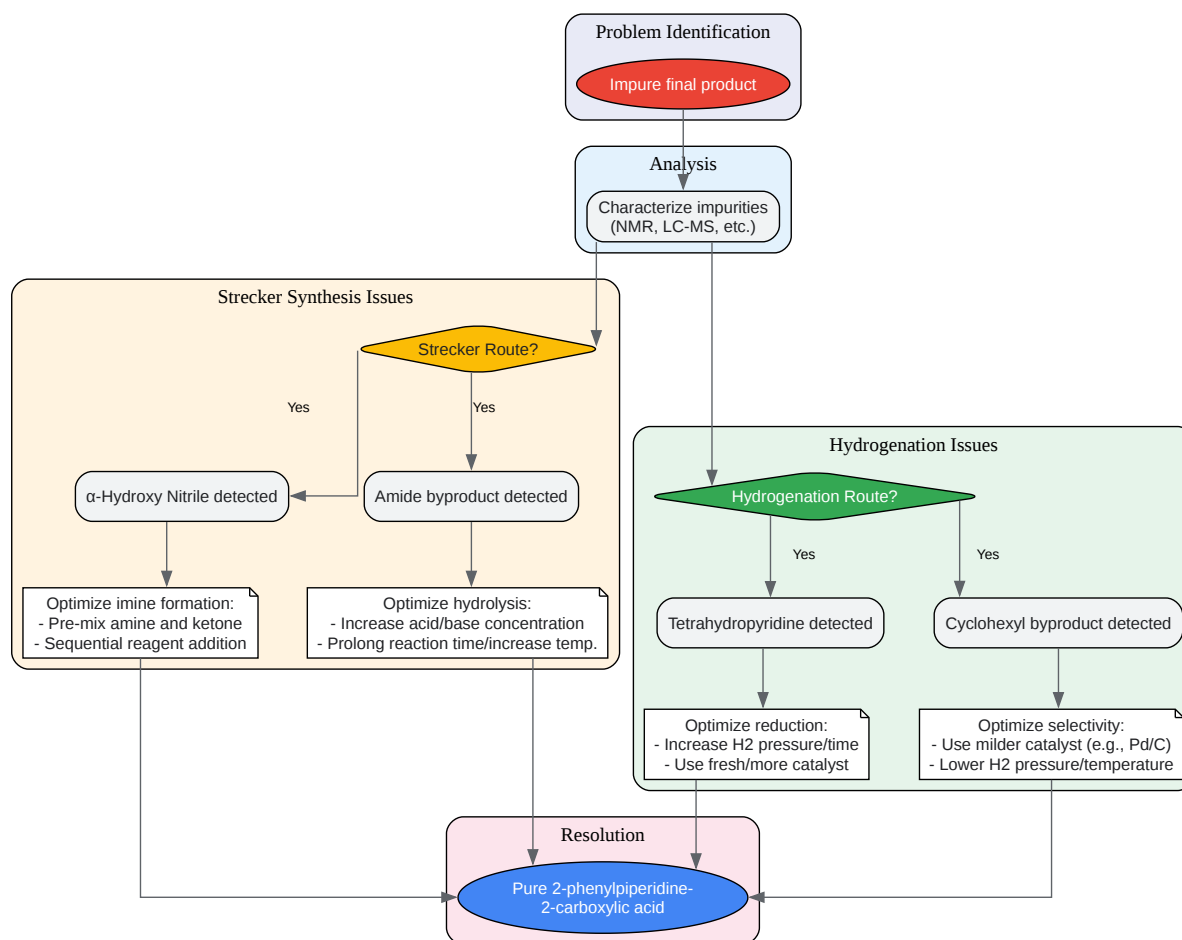 Problem Identification
Impure final product
Analysis
Characterize impurities
(NMR, LC-MS, etc.)
Strecker Synthesis Issues
Strecker Route?
Yes
Yes
α-Hydroxy Nitrile detected
Amide byproduct detected
Optimize imine formation:
- Pre-mix amine and ketone
- Sequential reagent addition
Optimize hydrolysis:
- Increase acid/base concentration
- Prolong reaction time/increase temp.
Hydrogenation Issues
Hydrogenation Route?
Yes
Yes
Tetrahydropyridine detected
Cyclohexyl byproduct detected
Optimize reduction:
- Increase H2 pressure/time
- Use fresh/more catalyst
Optimize selectivity:
- Use milder catalyst (e.g., Pd/C)
- Lower H2 pressure/temperature
Resolution
Pure 2-phenylpiperidine-
2-carboxylic acid